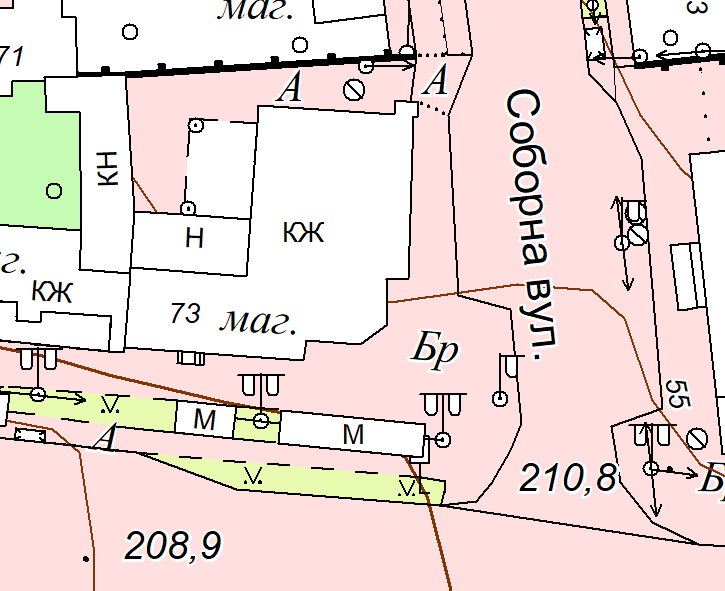 маг.
71
А
А
З
КН
Соборна вул.
Н
КЖ
г.
КЖ
73 маг.
Бр
55
М
М
А
210,8
Б
208,9